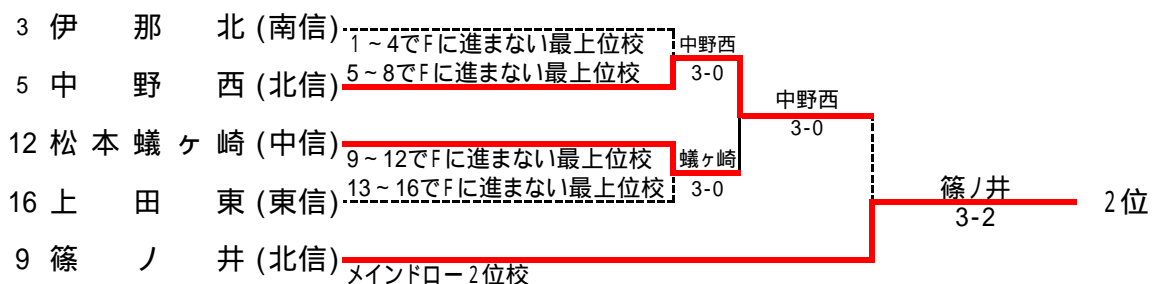 3 伊那北(南信)
1~4でFに進まない最上位校
中野西
5~8でFに進まない最上位校
3-0
5 中野西(北信)
中野西
3-0
12 松本蟻ヶ崎(中信)
9~12でFに進まない最上位校
蟻ヶ崎
13~16でFに進まない最上位校
3-0
16 上田東(東信)
篠ノ井
2位
3-2
9 篠ノ井(北信)
メインドロー2位校